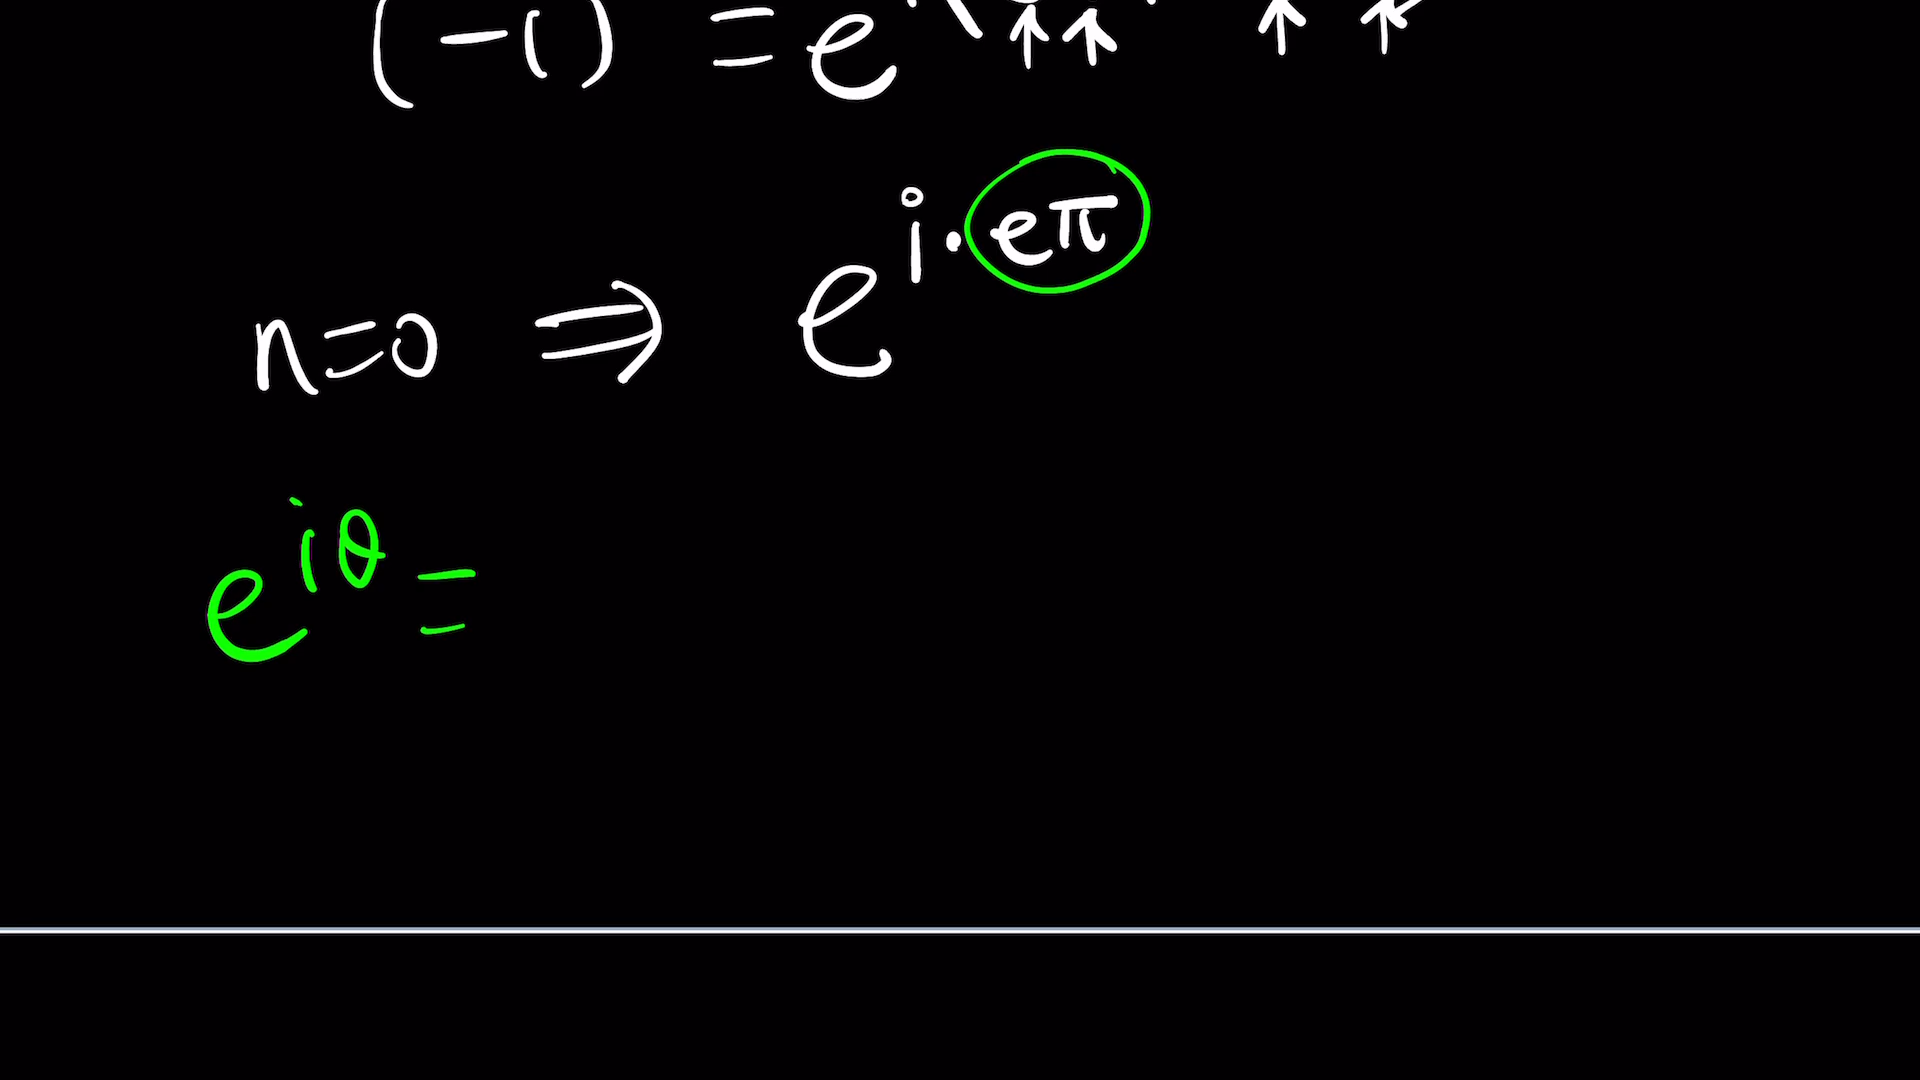 (-1) = e
n=0 ⇒ e^{i·eπ}
e^{iθ} =